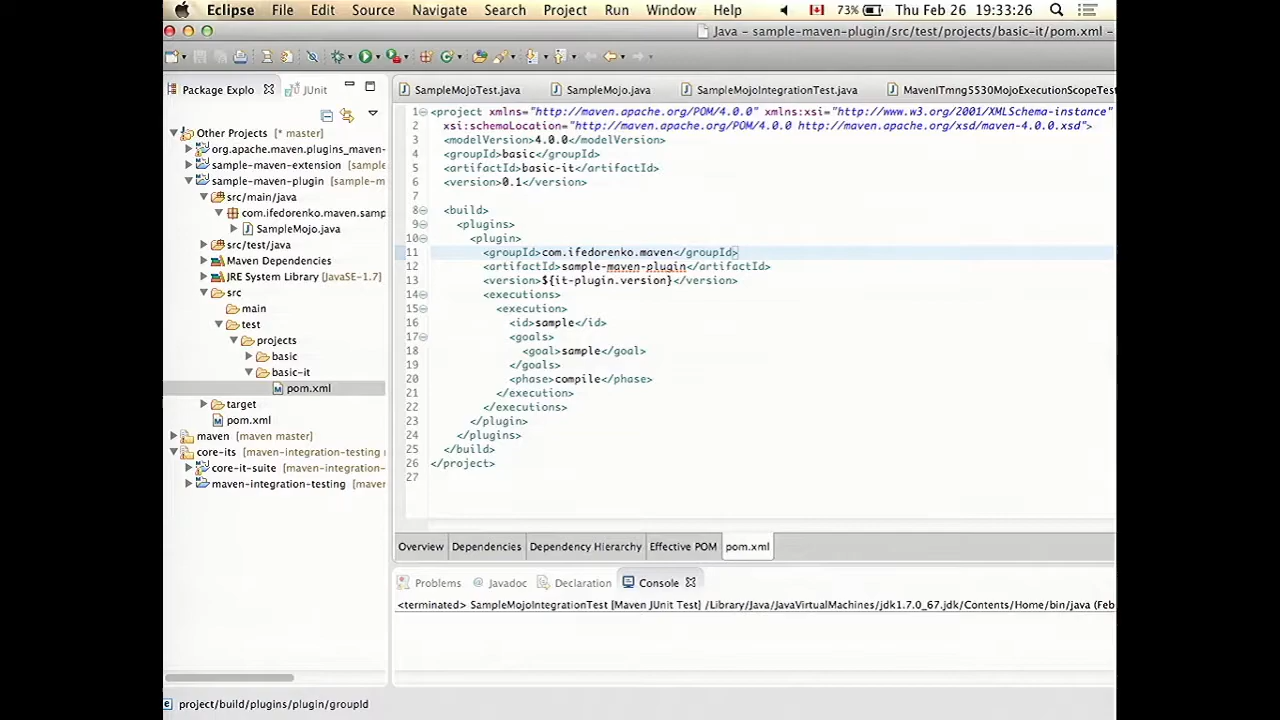 Eclipse File Edit Source Navigate Search Project Run Window Help 73% Thu Feb 26 19:33:26
Java - sample-maven-plugin/src/test/projects/basic-it/pom.xml -
Package Explo JUnit
Other Projects [* master]
org.apache.maven.plugins_maven-
sample-maven-extension [sample
sample-maven-plugin [sample-m
src/main/java
com.ifedorenko.maven.samp
SampleMojo.java
src/test/java
Maven Dependencies
JRE System Library [JavaSE-1.7]
src
main
test
projects
basic
basic-it
pom.xml
target
pom.xml
maven [maven master]
core-its [maven-integration-testing
core-it-suite [maven-integration-
maven-integration-testing [maver
SampleMojoTest.java SampleMojo.java SampleMojoIntegrationTest.java MavenITmng5530MojoExecutionScopeTest
1 <project xmlns="http://maven.apache.org/POM/4.0.0" xmlns:xsi="http://www.w3.org/2001/XMLSchema-instance"
2 xsi:schemaLocation="http://maven.apache.org/POM/4.0.0 http://maven.apache.org/xsd/maven-4.0.0.xsd">
3 <modelVersion>4.0.0</modelVersion>
4 <groupId>basic</groupId>
5 <artifactId>basic-it</artifactId>
6 <version>0.1</version>
7
8 <build>
9 <plugins>
10 <plugin>
11 <groupId>com.ifedorenko.maven</groupId>
12 <artifactId>sample-maven-plugin</artifactId>
13 <version>${it-plugin.version}</version>
14 <executions>
15 <execution>
16 <id>sample</id>
17 <goals>
18 <goal>sample</goal>
19 </goals>
20 <phase>compile</phase>
21 </execution>
22 </executions>
23 </plugin>
24 </plugins>
25 </build>
26 </project>
27
Overview Dependencies Dependency Hierarchy Effective POM pom.xml
Problems Javadoc Declaration Console
<terminated> SampleMojoIntegrationTest [Maven JUnit Test] /Library/Java/JavaVirtualMachines/jdk1.7.0_67.jdk/Contents/Home/bin/java (Feb
project/build/plugins/plugin/groupId